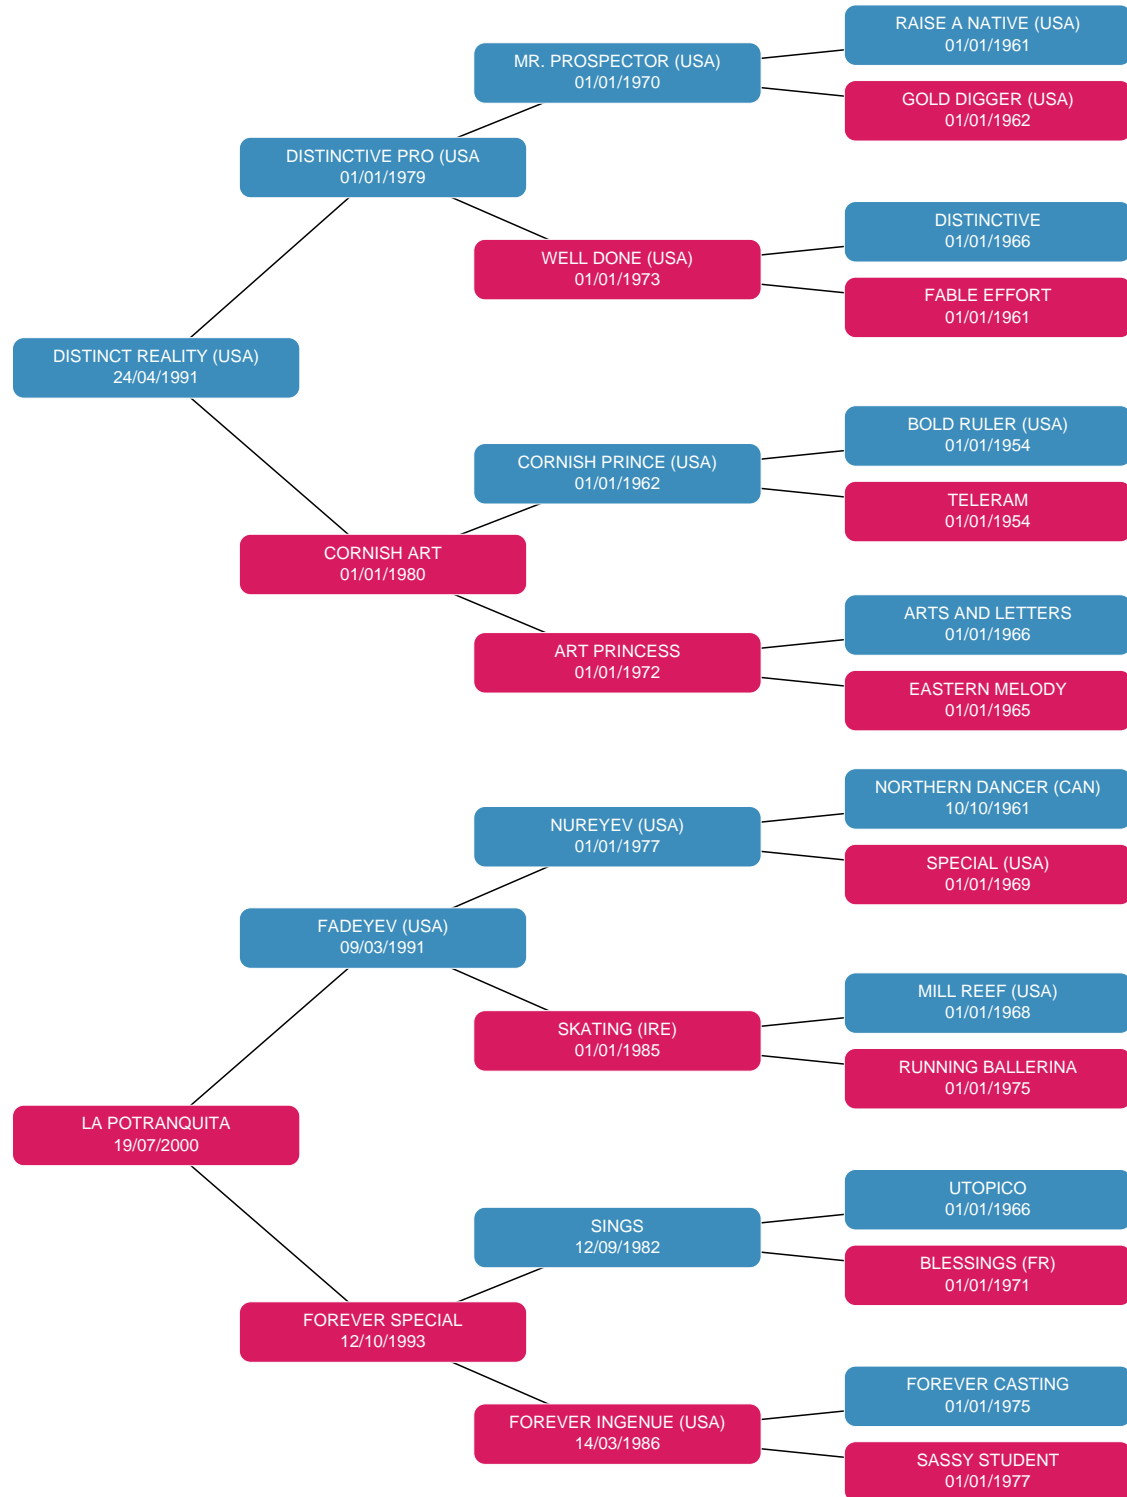 RAISE A NATIVE (USA)
01/01/1961
MR. PROSPECTOR (USA)
01/01/1970
GOLD DIGGER (USA)
01/01/1962
DISTINCTIVE PRO (USA
01/01/1979
DISTINCTIVE
01/01/1966
WELL DONE (USA)
01/01/1973
FABLE EFFORT
01/01/1961
DISTINCT REALITY (USA)
24/04/1991
BOLD RULER (USA)
01/01/1954
CORNISH PRINCE (USA)
01/01/1962
TELERAM
01/01/1954
CORNISH ART
01/01/1980
ARTS AND LETTERS
01/01/1966
ART PRINCESS
01/01/1972
EASTERN MELODY
01/01/1965
NORTHERN DANCER (CAN)
10/10/1961
NUREYEV (USA)
01/01/1977
SPECIAL (USA)
01/01/1969
FADEYEV (USA)
09/03/1991
MILL REEF (USA)
01/01/1968
SKATING (IRE)
01/01/1985
RUNNING BALLERINA
01/01/1975
LA POTRANQUITA
19/07/2000
UTOPICO
01/01/1966
SINGS
12/09/1982
BLESSINGS (FR)
01/01/1971
FOREVER SPECIAL
12/10/1993
FOREVER CASTING
01/01/1975
FOREVER INGENUE (USA)
14/03/1986
SASSY STUDENT
01/01/1977